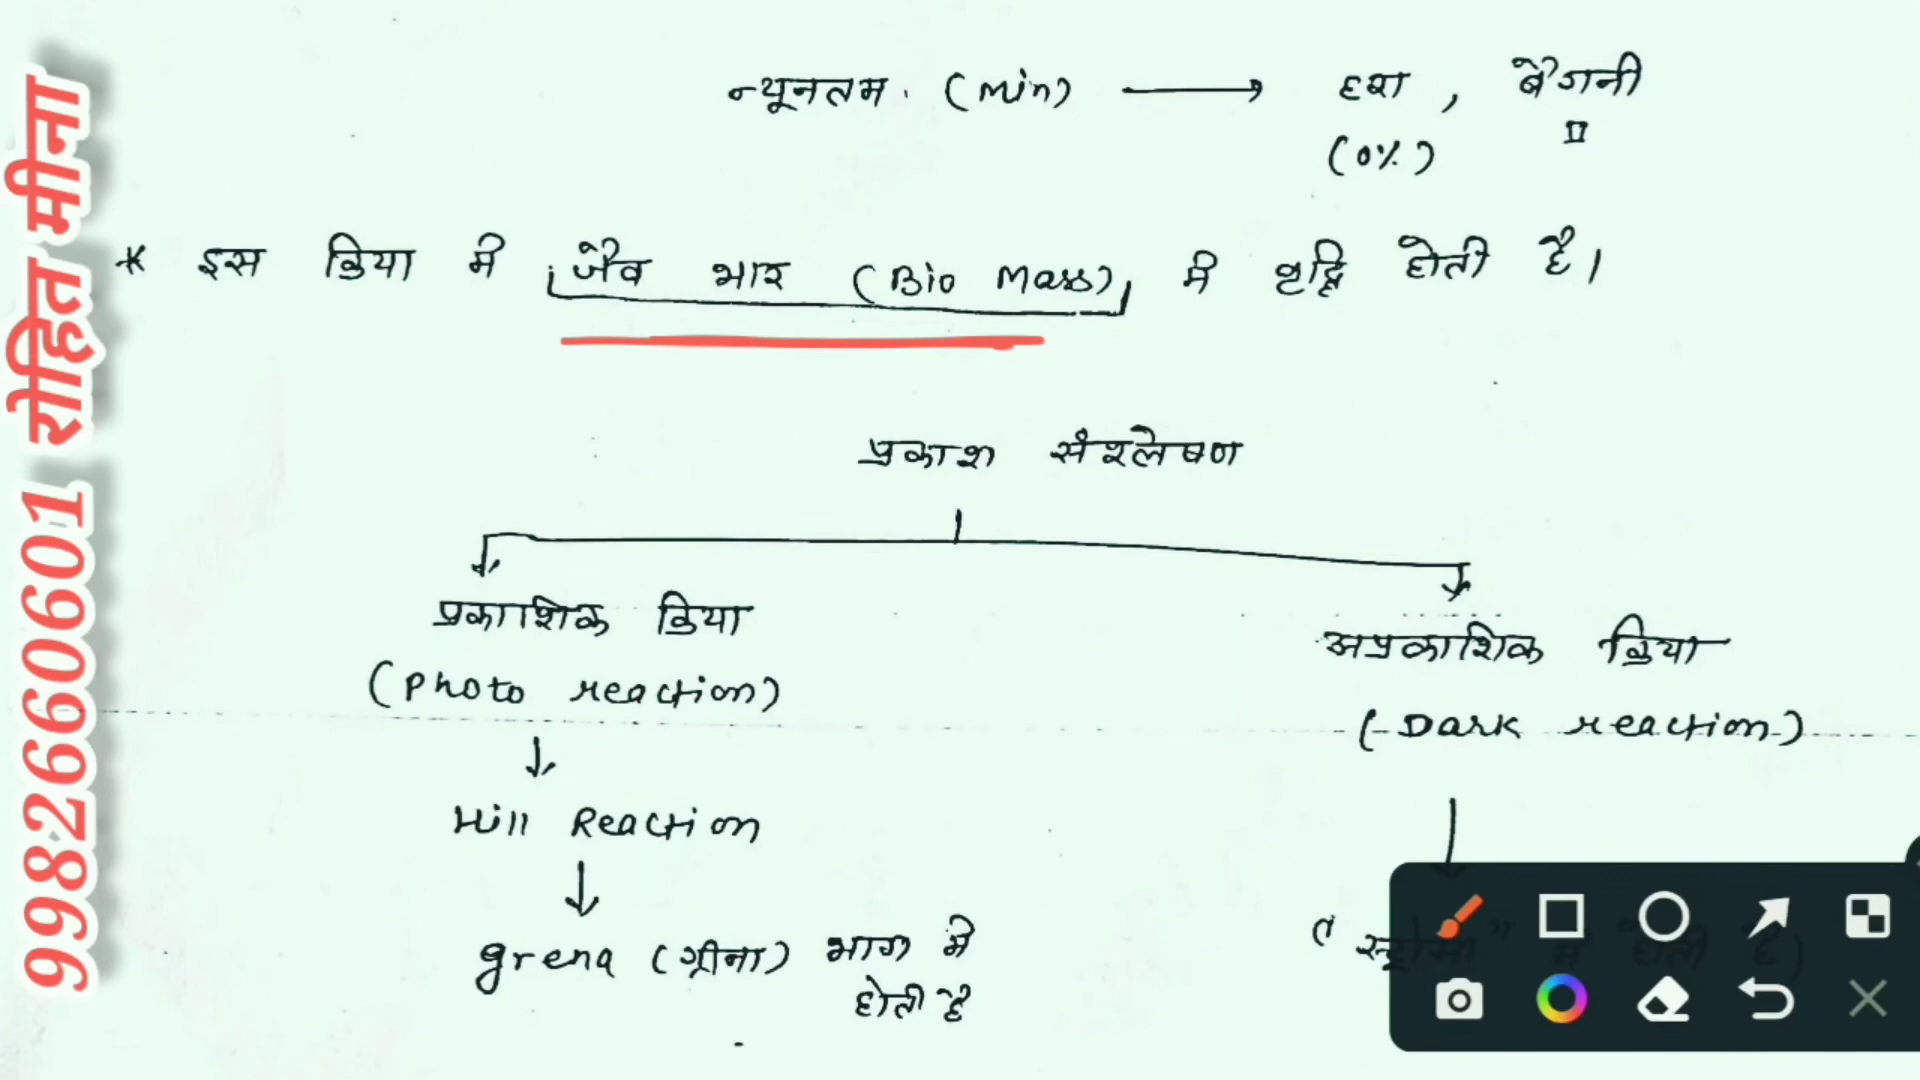 न्यूनतम. (min) → हरा, बैंगनी
(0%)
* इस क्रिया में जैव भार (Bio Mass) में वृद्धि होती है।
प्रकाश संश्लेषण
प्रकाशिक क्रिया
(Photo reaction)
अप्रकाशिक क्रिया
(Dark reaction)
Hill Reaction
grena (ग्रीना) भाग में
होती है
"स्ट्रोमा" में होती है)
9982660601 रोहित मीना